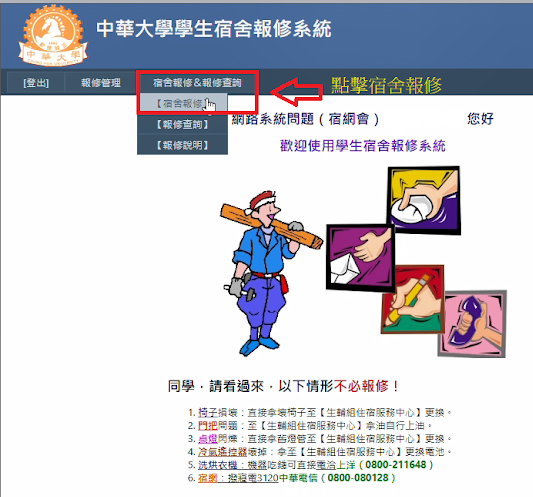 中華大學學生宿舍報修系統
中華大學
[登出] 報修管理 宿舍報修&報修查詢 點擊宿舍報修
【宿舍報修】
【報修查詢】 網路系統問題(宿網會) 您好
【報修說明】 歡迎使用學生宿舍報修系統
同學,請看過來,以下情形不必報修!
1. 椅子損壞:直接拿壞椅子至【生輔組住宿服務中心】更換。
2. 門把問題:至【生輔組住宿服務中心】拿油自行上油。
3. 桌燈閃爍:直接拿舊燈管至【生輔組住宿服務中心】更換。
4. 冷氣遙控器壞掉:拿至【生輔組住宿服務中心】更換電池。
5. 洗烘衣機:機器吃錢可直接電洽上洋(0800-211648)
6. 宿網:撥寢電3120中華電信(0800-080128)